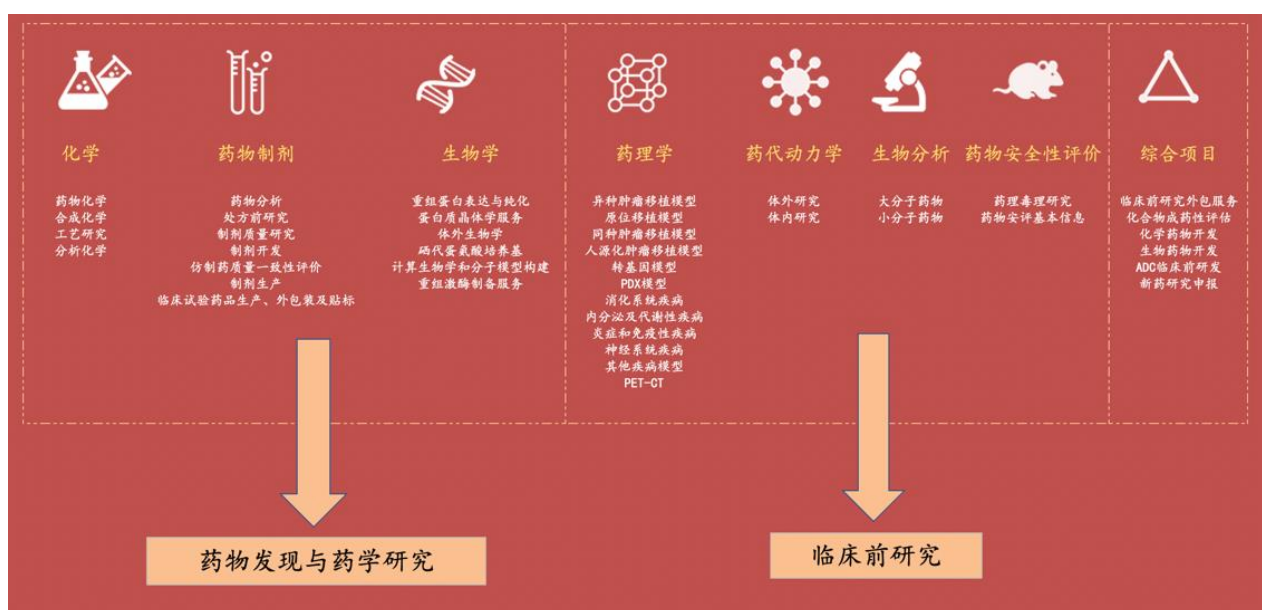 化学
药物化学
合成化学
工艺研究
分析化学
药物制剂
药物分析
处方前研究
制剂质量研究
制剂开发
仿制药质量一致性评价
制剂生产
临床试验药品生产、外包装及贴标
生物学
重组蛋白表达与纯化
蛋白质晶体学服务
体外生物学
硒代蛋氨酸培养基
计算生物学和分子模型构建
重组激酶制备服务
药理学
异种肿瘤移植模型
原位移植模型
同种肿瘤移植模型
人源化肿瘤移植模型
转基因模型
PDX模型
消化系统疾病
内分泌及代谢性疾病
炎症和免疫性疾病
神经系统疾病
其他疾病模型
PET-CT
药代动力学
体外研究
体内研究
生物分析
大分子药物
小分子药物
药物安全性评价
药理毒理研究
药物安评基本信息
综合项目
临床前研究外包服务
化合物成药性评估
化学药物开发
生物药物开发
ADC临床前研发
新药研究申报
药物发现与药学研究
临床前研究